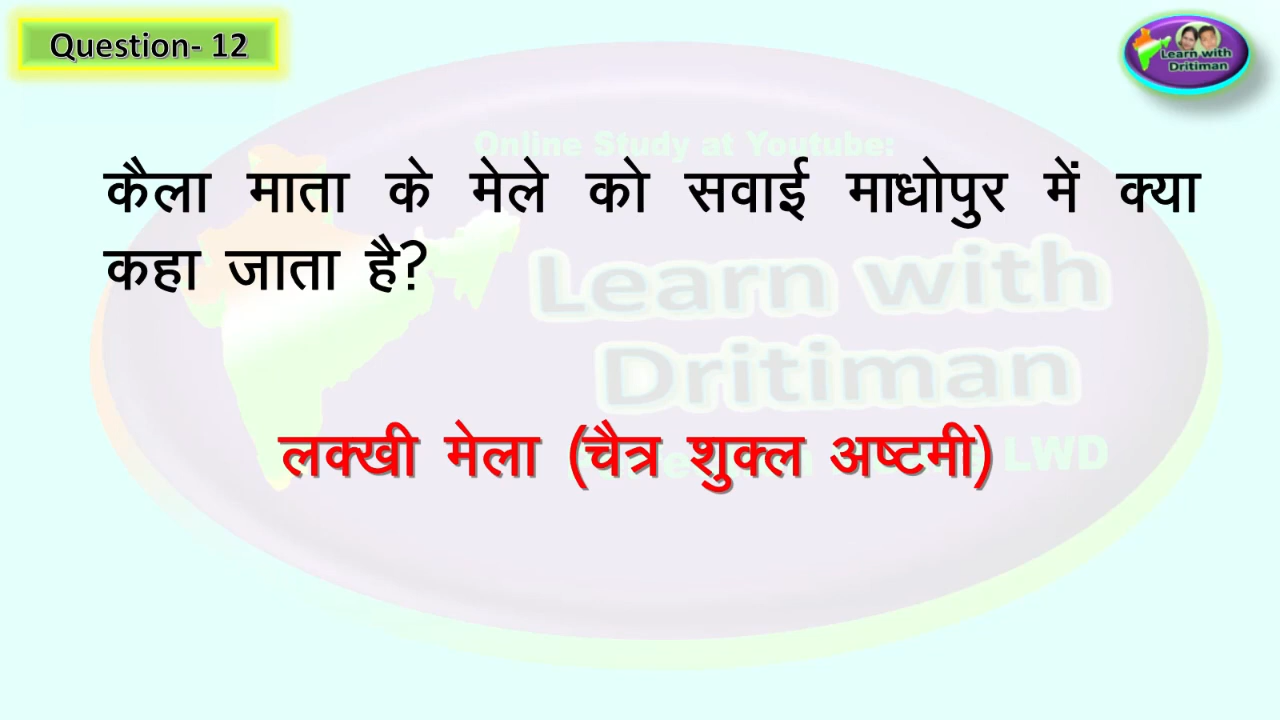 Question- 12
Learn with
Dritiman
Online Study at Youtube:
कैला माता के मेले को सवाई माधोपुर में क्या
कहा जाता है?
Learn with
Dritiman
लक्खी मेला (चैत्र शुक्ल अष्टमी)
LWD